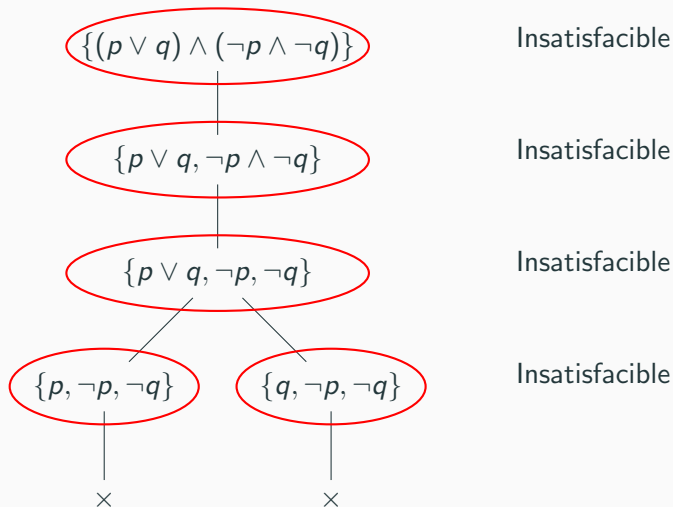 {(p ∨ q) ∧ (¬p ∧ ¬q)} Insatisfacible
{p ∨ q, ¬p ∧ ¬q} Insatisfacible
{p ∨ q, ¬p, ¬q} Insatisfacible
{p, ¬p, ¬q} {q, ¬p, ¬q} Insatisfacible
× ×